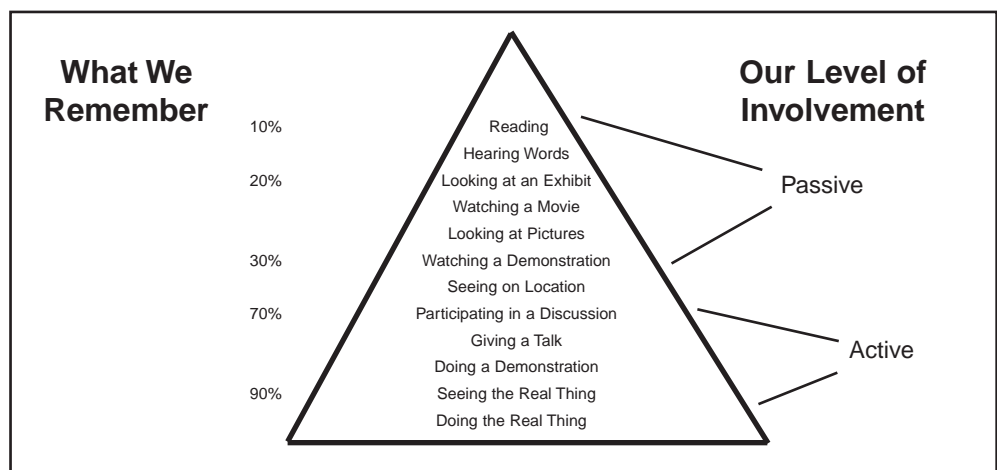 What We
Remember
Our Level of
Involvement
10%
Reading
Hearing Words
20%
Looking at an Exhibit
Watching a Movie
Looking at Pictures
30%
Watching a Demonstration
Seeing on Location
70%
Participating in a Discussion
Giving a Talk
Doing a Demonstration
90%
Seeing the Real Thing
Doing the Real Thing
Passive
Active